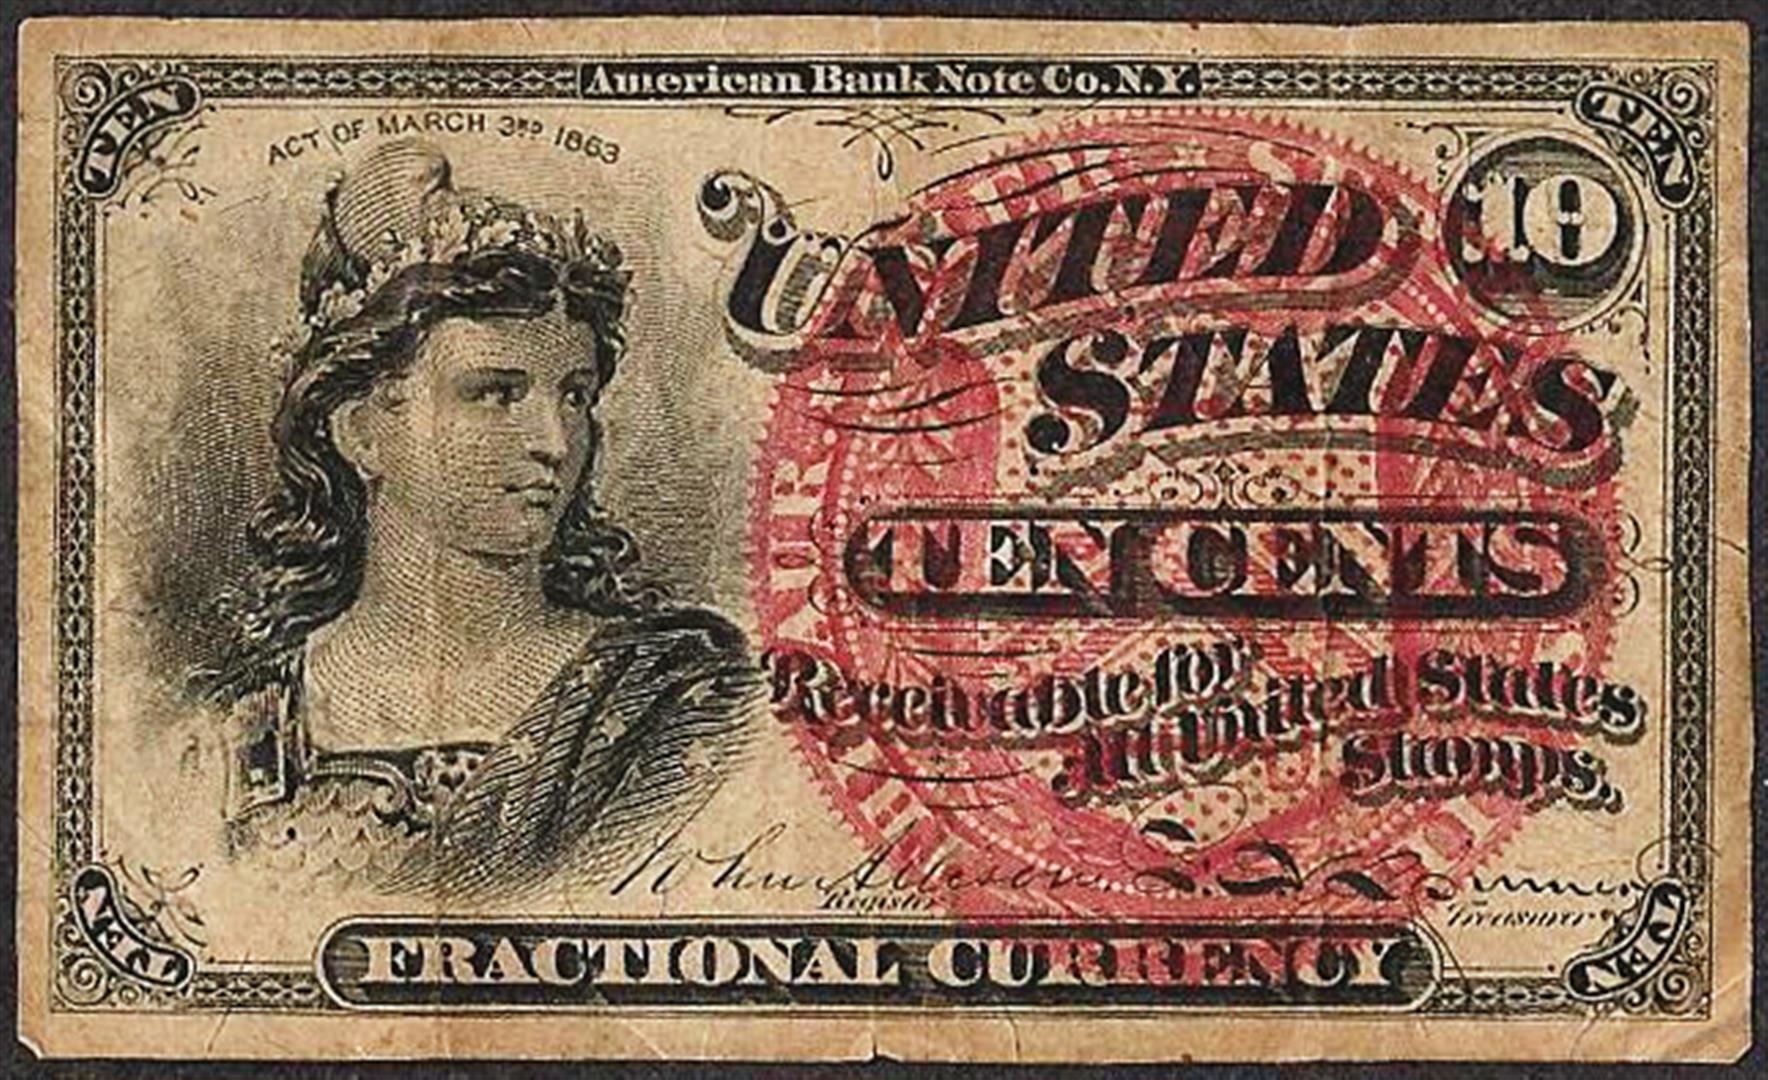 American Bank Note Co. N.Y.
TEN
TEN
ACT OF MARCH 3RD 1863
10
UNITED
STATES
TEN CENTS
Receivable for
all United States
Stamps.
Register
Treasurer
TEN
FRACTIONAL CURRENCY
TEN